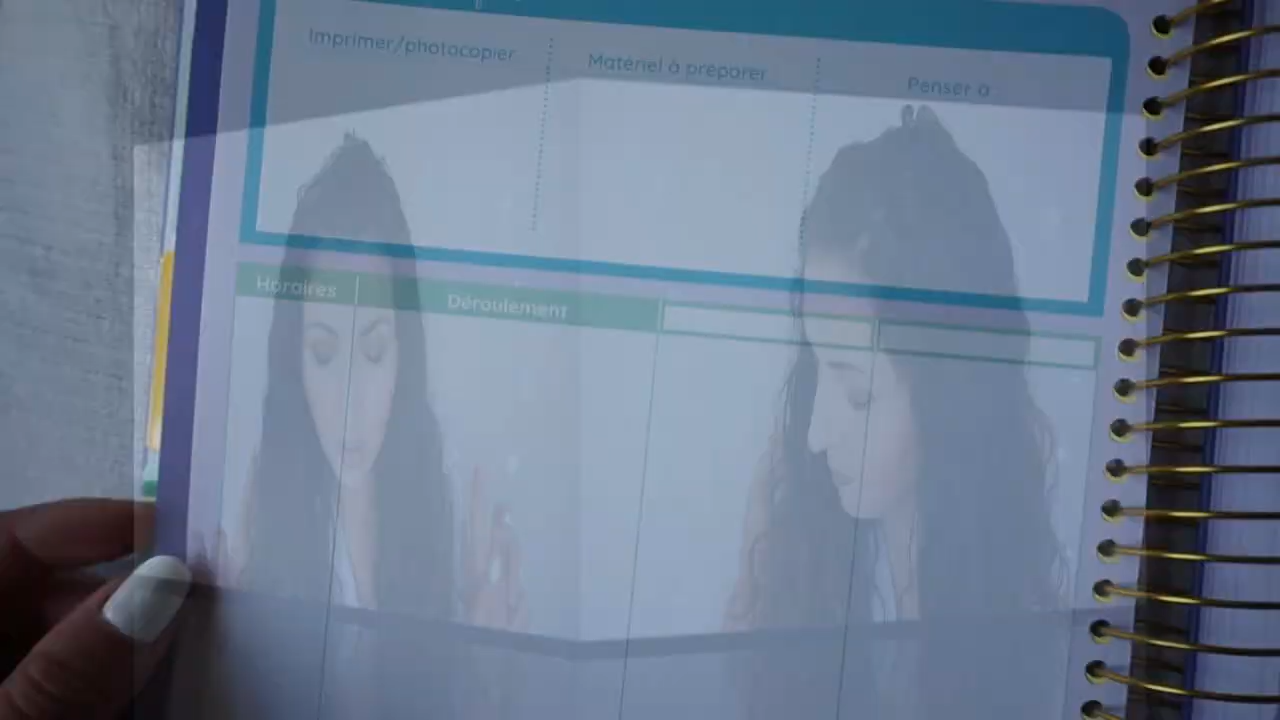 Imprimer/photocopier
Matériel à préparer
Penser à
Horaires
Déroulement